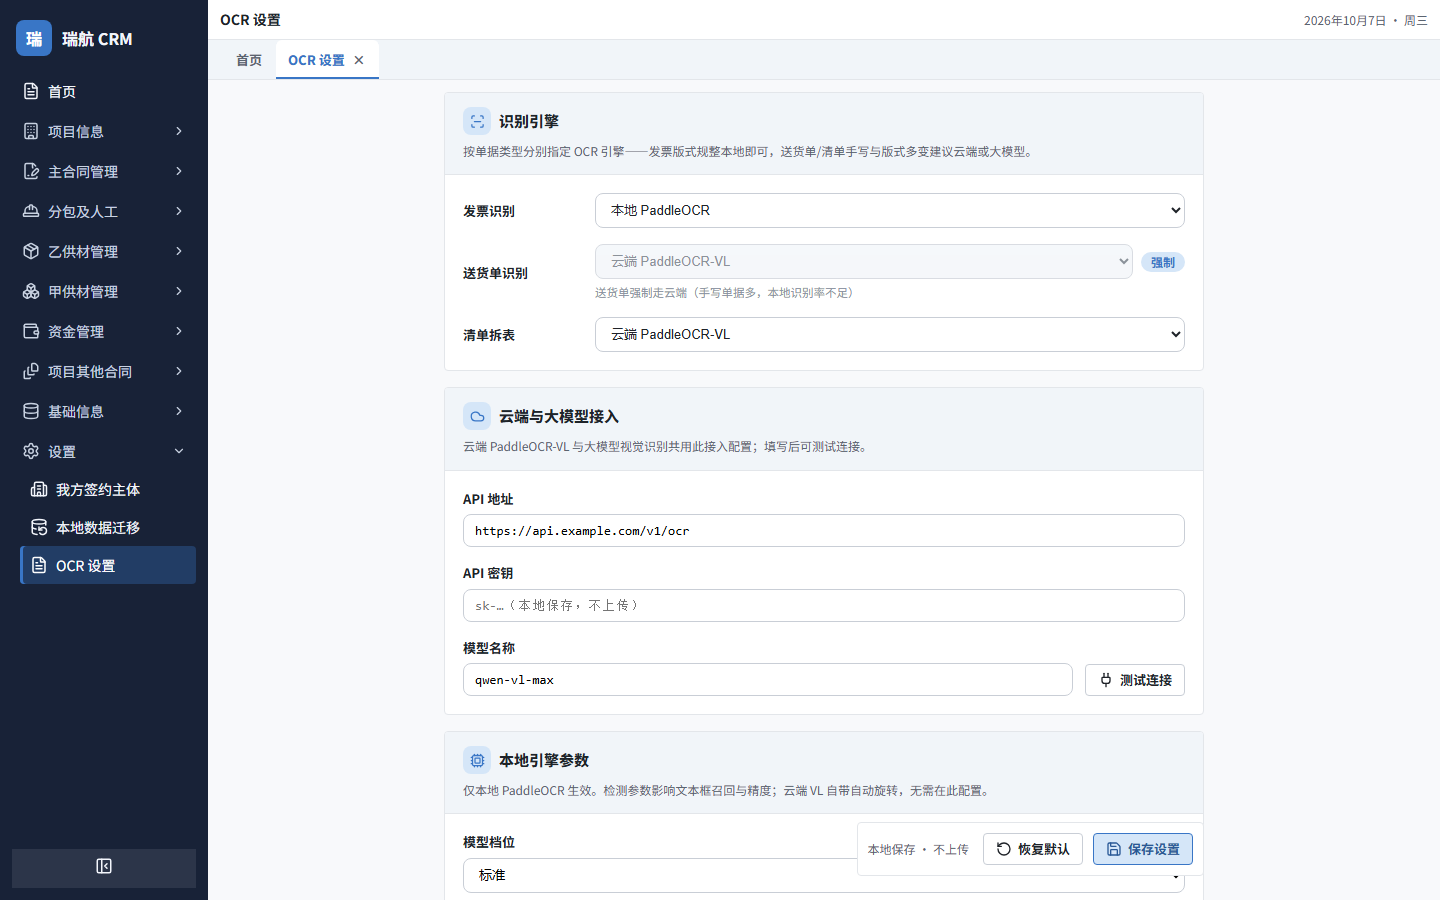 瑞 瑞航 CRM
首页
项目信息
主合同管理
分包及人工
乙供材管理
甲供材管理
资金管理
项目其他合同
基础信息
设置
我方签约主体
本地数据迁移
OCR 设置
OCR 设置
2026年10月7日 · 周三
首页
OCR 设置
识别引擎
按单据类型分别指定 OCR 引擎——发票版式规整本地即可，送货单/清单手写与版式多变建议云端或大模型。
发票识别
本地 PaddleOCR
送货单识别
云端 PaddleOCR-VL
强制
送货单强制走云端（手写单据多，本地识别率不足）
清单拆表
云端 PaddleOCR-VL
云端与大模型接入
云端 PaddleOCR-VL 与大模型视觉识别共用此接入配置；填写后可测试连接。
API 地址
https://api.example.com/v1/ocr
API 密钥
sk-…（本地保存，不上传）
模型名称
qwen-vl-max
测试连接
本地引擎参数
仅本地 PaddleOCR 生效。检测参数影响文本框召回与精度；云端 VL 自带自动旋转，无需在此配置。
模型档位
标准
本地保存 · 不上传
恢复默认
保存设置